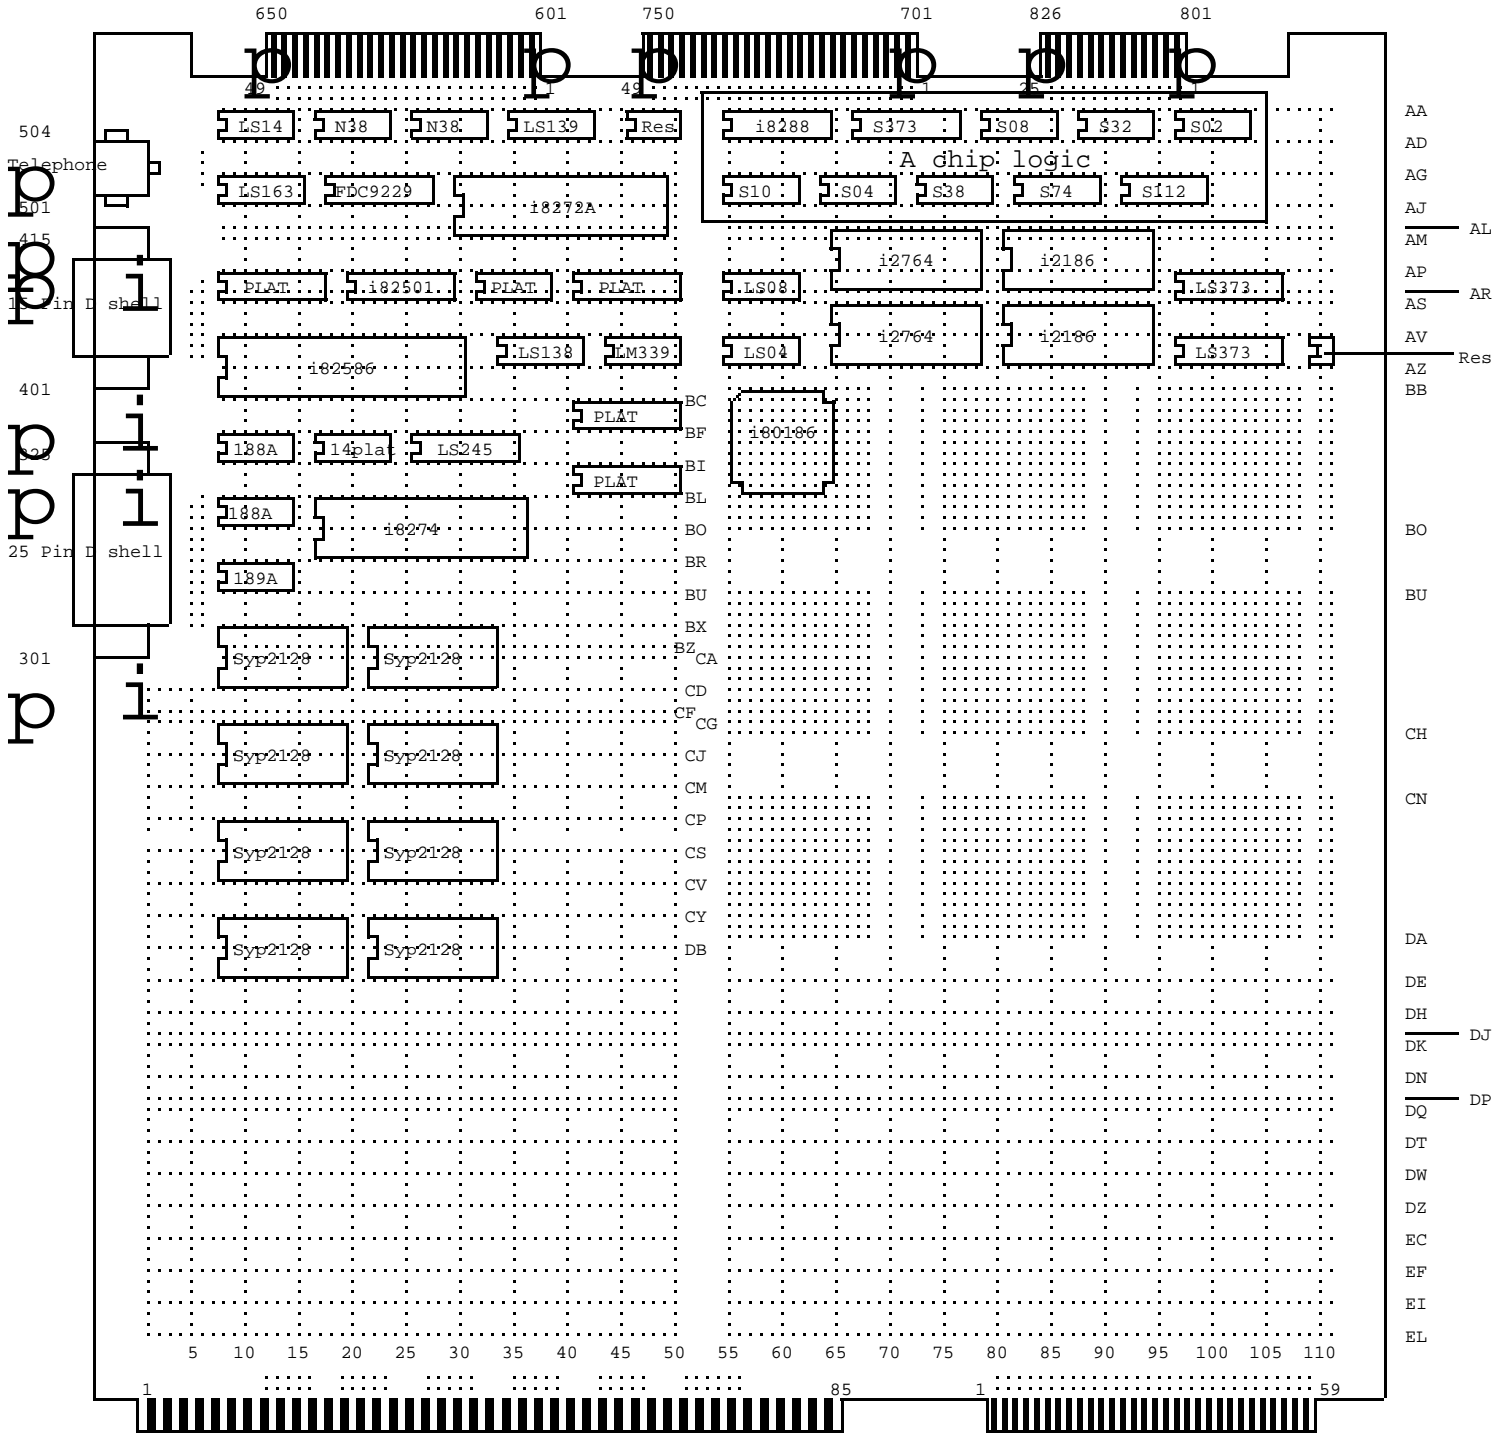 650 601 750 701 826 801
p p p p p p
49 1 49 1 25 1
LS14 N38 N38 LS139 Res i8288 S373 S08 S32 S02 AA
504 AD
Telephone A chip logic
p LS163 FDC9229 i8272A S10 S04 S38 S74 S112 AG
501 AJ
AL
415 AM
p i i2764 i2186
AP
p PLAT i82501 PLAT PLAT LS08 LS373 AR
15 Pin D shell AS
i2764 i2186 AV
LS138 LM339 LS04 LS373 Res
i82586 AZ
401 BB
i BC
PLAT
p BF i80186
188A 14plat LS245
325 BI
i PLAT
p BL
188A
i8274 BO BO
25 Pin D shell
BR
189A
BU BU
BX
BZ
301 Syp2128 Syp2128 CA
i CD
p CF
CG
CH
Syp2128 Syp2128 CJ
CM
CN
CP
Syp2128 Syp2128 CS
CV
CY
DA
Syp2128 Syp2128 DB
DE
DH
DJ
DK
DN
DP
DQ
DT
DW
DZ
EC
EF
EI
EL
5 10 15 20 25 30 35 40 45 50 55 60 65 70 75 80 85 90 95 100 105 110
1 85 1 59